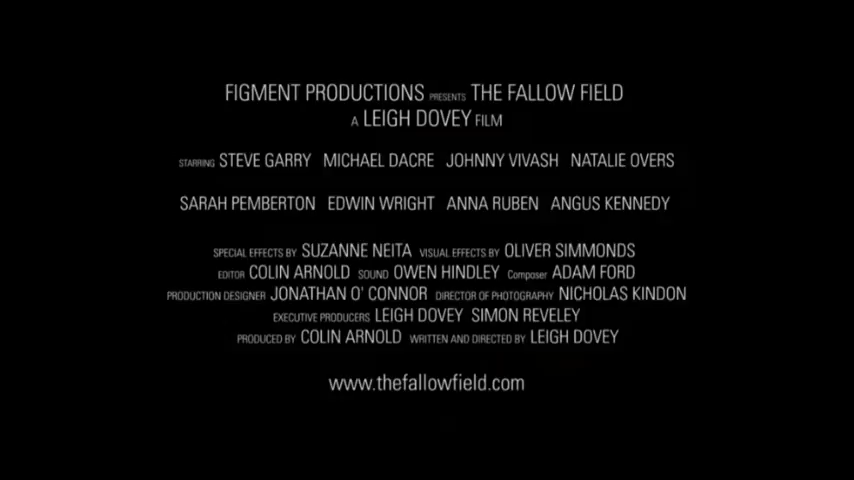 FIGMENT PRODUCTIONS PRESENTS THE FALLOW FIELD
A LEIGH DOVEY FILM
STARRING STEVE GARRY MICHAEL DACRE JOHNNY VIVASH NATALIE OVERS
SARAH PEMBERTON EDWIN WRIGHT ANNA RUBEN ANGUS KENNEDY
SPECIAL EFFECTS BY SUZANNE NEITA VISUAL EFFECTS BY OLIVER SIMMONDS
EDITOR COLIN ARNOLD SOUND OWEN HINDLEY Composer ADAM FORD
PRODUCTION DESIGNER JONATHAN O' CONNOR DIRECTOR OF PHOTOGRAPHY NICHOLAS KINDON
EXECUTIVE PRODUCERS LEIGH DOVEY SIMON REVELEY
PRODUCED BY COLIN ARNOLD WRITTEN AND DIRECTED BY LEIGH DOVEY
www.thefallowfield.com